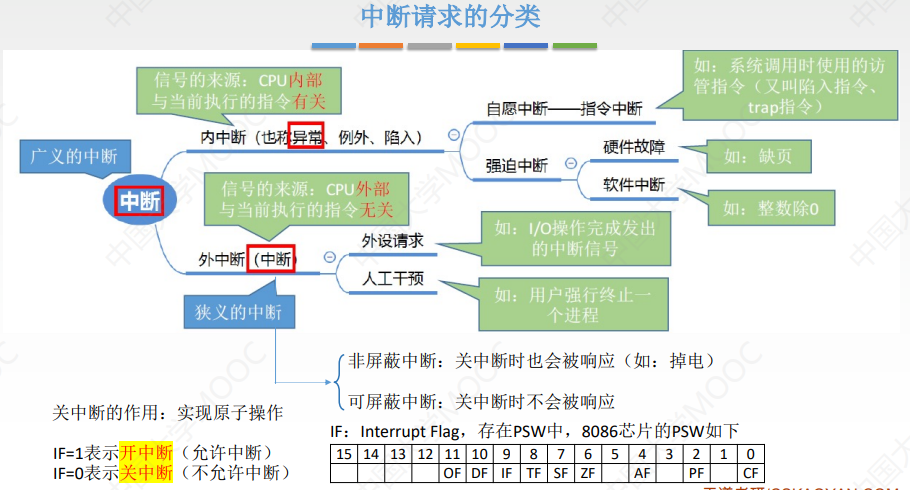 中断请求的分类
信号的来源：CPU内部
与当前执行的指令有关
如：系统调用时使用的访
管指令（又叫陷入指令、
trap指令）
自愿中断——指令中断
内中断（也称异常、例外、陷入）
广义的中断
硬件故障
如：缺页
强迫中断
软件中断
如：整数除0
中断
信号的来源：CPU外部
与当前执行的指令无关
外设请求
如：I/O操作完成发出
的中断信号
外中断（中断）
人工干预
如：用户强行终止一
个进程
狭义的中断
非屏蔽中断：关中断时也会被响应（如：掉电）
可屏蔽中断：关中断时不会被响应
关中断的作用：实现原子操作
IF：Interrupt Flag，存在PSW中，8086芯片的PSW如下
IF=1表示开中断（允许中断）
IF=0表示关中断（不允许中断）
15 14 13 12 11 10 9 8 7 6 5 4 3 2 1 0
OF DF IF TF SF ZF AF PF CF
中国大学MOOC